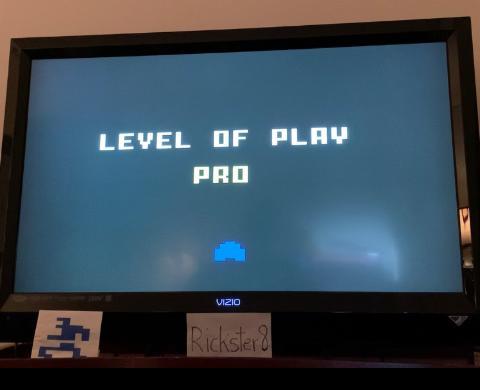 LEVEL OF PLAY
PRO
VIZIO
Rickster8